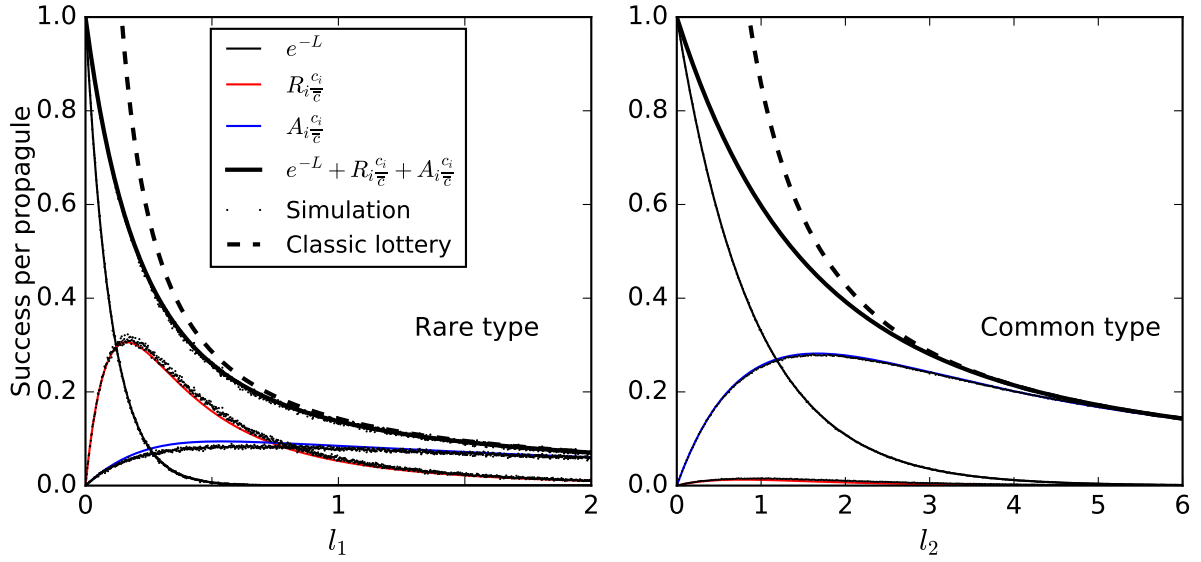 Success per propagule
1.0
0.8
0.6
0.4
0.2
0.0
0
1
2
l₁
e^{-L}
R_i c_i/c̅
A_i c_i/c̅
e^{-L} + R_i c_i/c̅ + A_i c_i/c̅
Simulation
Classic lottery
Rare type
1.0
0.8
0.6
0.4
0.2
0.0
0
1
2
3
4
5
6
l₂
Common type